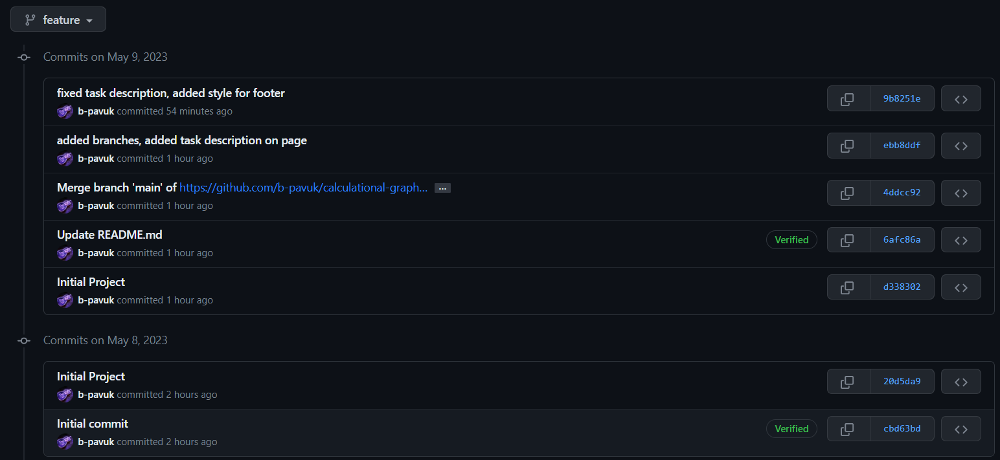 feature
Commits on May 9, 2023
fixed task description, added style for footer
b-pavuk committed 54 minutes ago
9b8251e
added branches, added task description on page
b-pavuk committed 1 hour ago
ebb8ddf
Merge branch 'main' of https://github.com/b-pavuk/calculational-graph... …
b-pavuk committed 1 hour ago
4ddcc92
Update README.md
b-pavuk committed 1 hour ago
Verified
6afc86a
Initial Project
b-pavuk committed 1 hour ago
d338302
Commits on May 8, 2023
Initial Project
b-pavuk committed 2 hours ago
20d5da9
Initial commit
b-pavuk committed 2 hours ago
Verified
cbd63bd